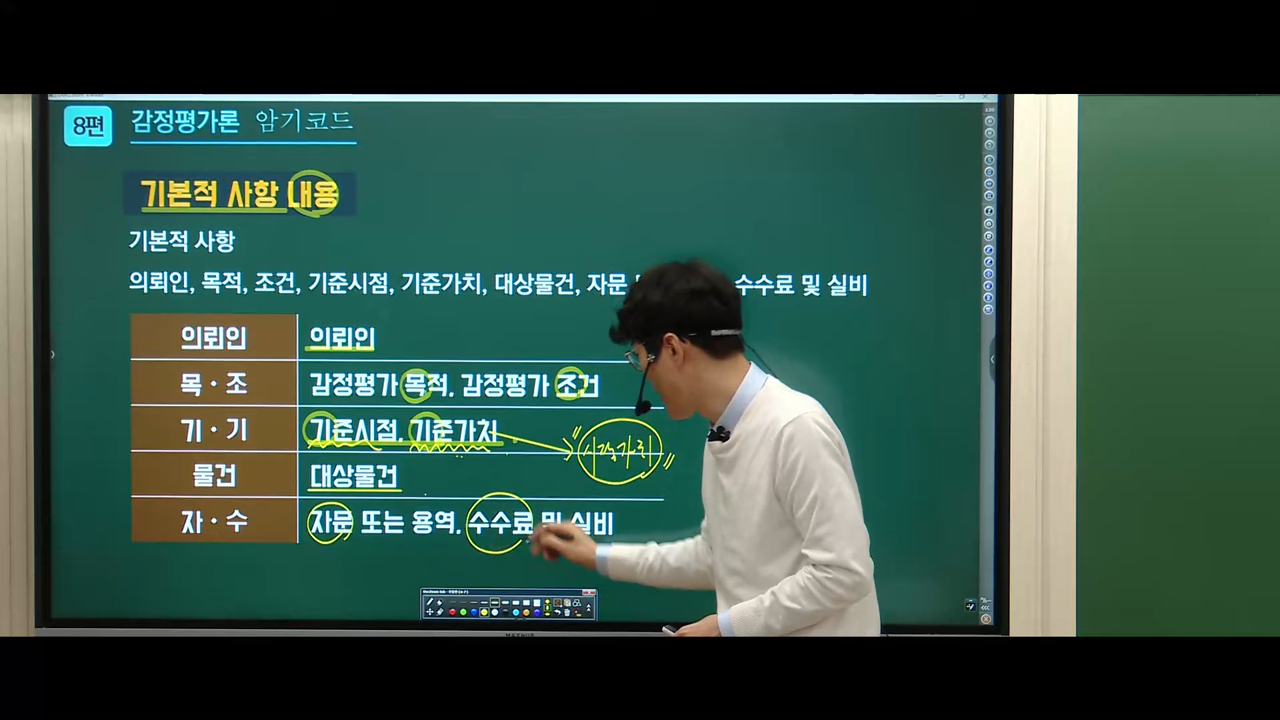 8편 감정평가론 암기코드
기본적 사항 내용
기본적 사항
의뢰인, 목적, 조건, 기준시점, 기준가치, 대상물건, 자문 수수료 및 실비
의뢰인 의뢰인
목·조 감정평가 목적, 감정평가 조건
기·기 기준시점, 기준가치
"시장가치"
물건 대상물건
자·수 자문 또는 용역, 수수료 및 실비